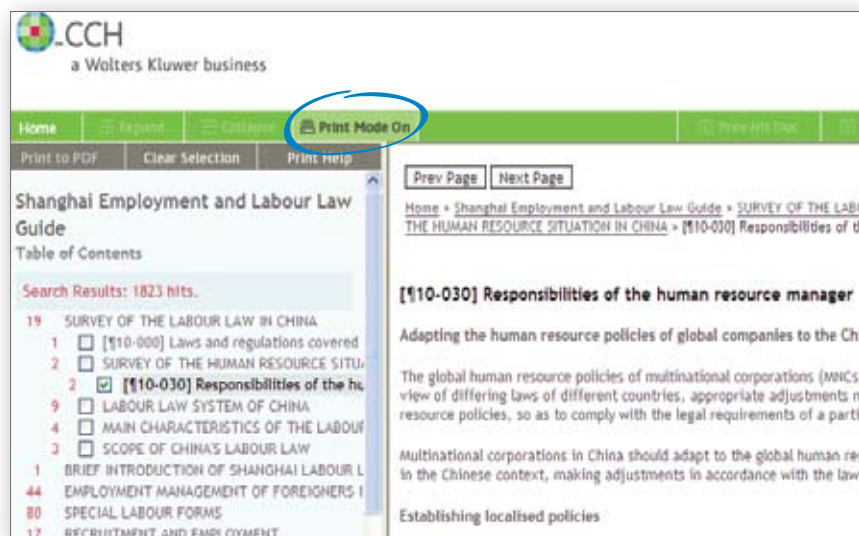 CCH
a Wolters Kluwer business
Home Expand Collapse Print Mode On Prev Hit Doc
Print to PDF Clear Selection Print Help
Shanghai Employment and Labour Law
Guide
Table of Contents
Search Results: 1823 hits.
19 SURVEY OF THE LABOUR LAW IN CHINA
1 [¶10-000] Laws and regulations covered
2 SURVEY OF THE HUMAN RESOURCE
2 [¶10-030] Responsibilities of the
9 LABOUR LAW SYSTEM OF CHINA
4 MAIN CHARACTERISTICS OF THE
3 SCOPE OF CHINA'S LABOUR LAW
1 BRIEF INTRODUCTION OF SHANGHAI LABOUR
44 EMPLOYMENT MANAGEMENT OF FOREIGNERS
80 SPECIAL LABOUR FORMS
17 RECRUITMENT AND EMPLOYMENT
Prev Page Next Page
Home » Shanghai Employment and Labour Law Guide » SURVEY OF THE
THE HUMAN RESOURCE SITUATION IN CHINA » [¶10-030] Responsibilities of
[¶10-030] Responsibilities of the human resource manager
Adapting the human resource policies of global companies to the
The global human resource policies of multinational corporations (MNCs
view of differing laws of different countries, appropriate adjustments
resource policies, so as to comply with the legal requirements of a
Multinational corporations in China should adapt to the global human
in the Chinese context, making adjustments in accordance with the
Establishing localised policies